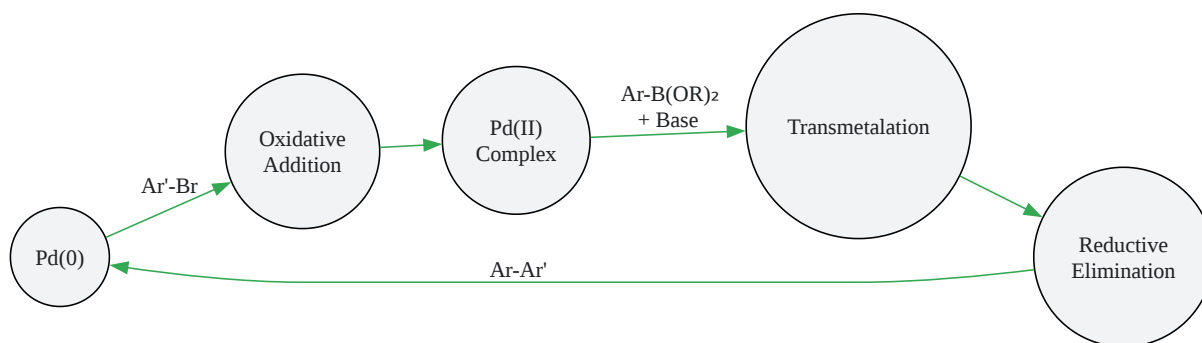 Pd(0)
Ar'-Br
Oxidative
Addition
Pd(II)
Complex
Ar-B(OR)₂
+ Base
Transmetalation
Reductive
Elimination
Ar-Ar'